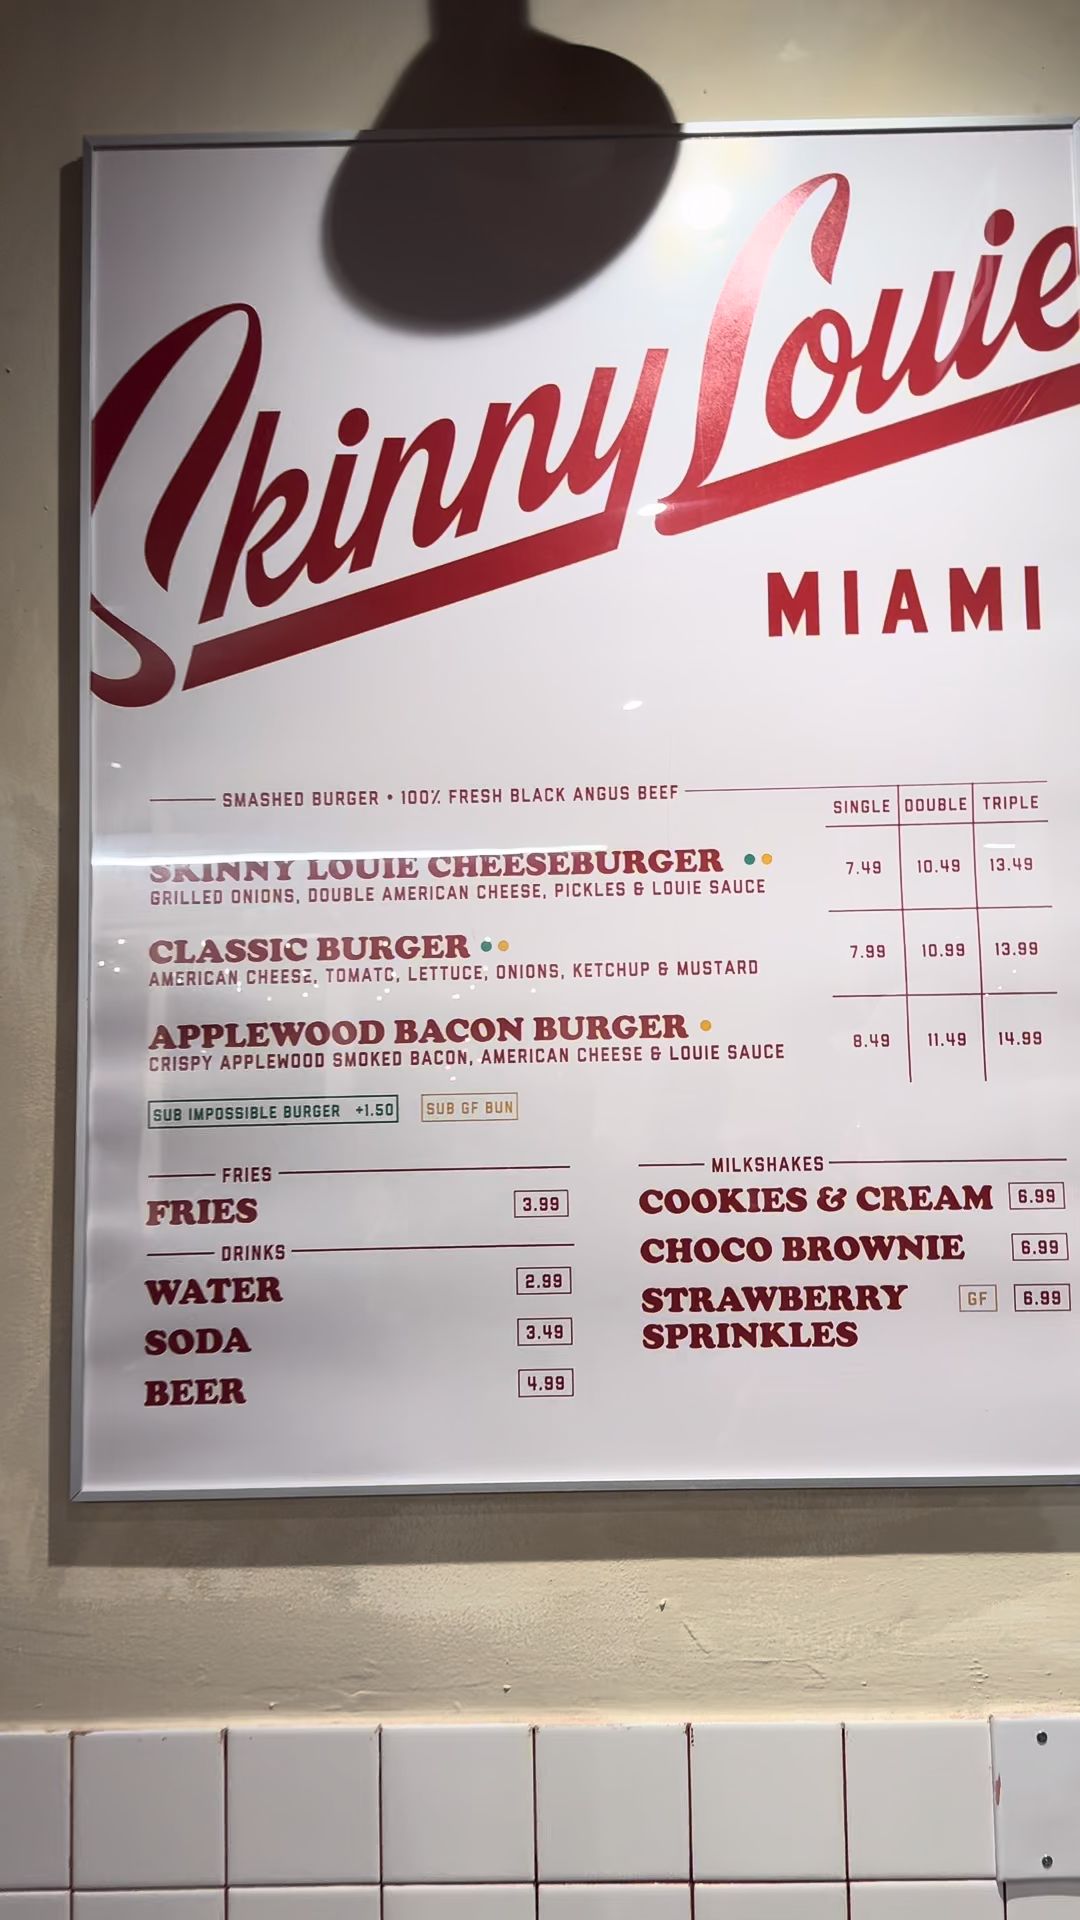 Skinny Louie
MIAMI
SMASHED BURGER • 100% FRESH BLACK ANGUS BEEF
SINGLE DOUBLE TRIPLE
SKINNY LOUIE CHEESEBURGER 7.49 10.49 13.49
GRILLED ONIONS, DOUBLE AMERICAN CHEESE, PICKLES & LOUIE SAUCE
CLASSIC BURGER 7.99 10.99 13.99
AMERICAN CHEESE, TOMATO, LETTUCE, ONIONS, KETCHUP & MUSTARD
APPLEWOOD BACON BURGER 8.49 11.49 14.99
CRISPY APPLEWOOD SMOKED BACON, AMERICAN CHEESE & LOUIE SAUCE
SUB IMPOSSIBLE BURGER +1.50 SUB GF BUN
FRIES
FRIES 3.99
DRINKS
WATER 2.99
SODA 3.49
BEER 4.99
MILKSHAKES
COOKIES & CREAM 6.99
CHOCO BROWNIE 6.99
STRAWBERRY GF 6.99
SPRINKLES